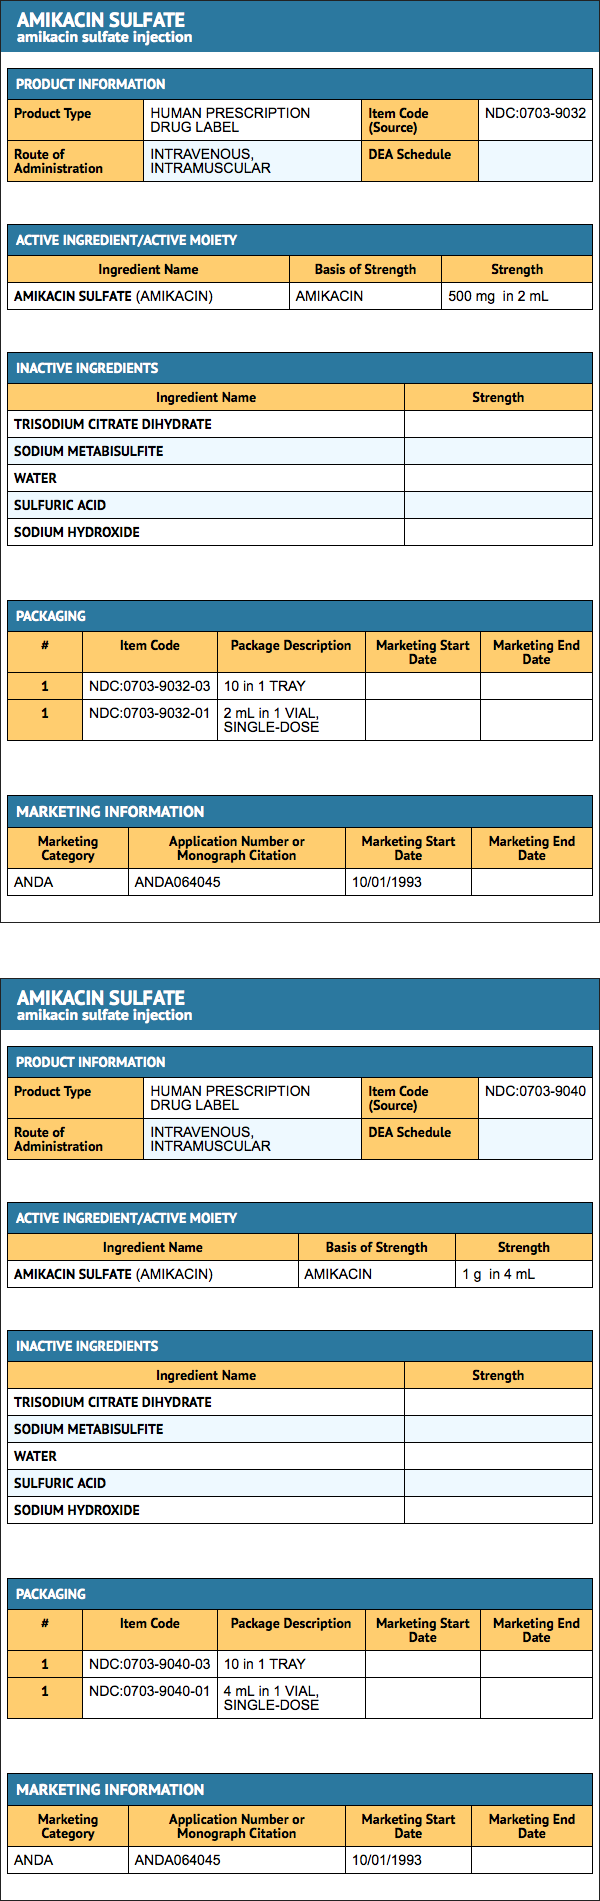 AMIKACIN SULFATE
amikacin sulfate injection
PRODUCT INFORMATION
Product Type HUMAN PRESCRIPTION DRUG LABEL Item Code (Source) NDC:0703-9032
Route of Administration INTRAVENOUS, INTRAMUSCULAR DEA Schedule
ACTIVE INGREDIENT/ACTIVE MOIETY
Ingredient Name Basis of Strength Strength
AMIKACIN SULFATE (AMIKACIN) AMIKACIN 500 mg in 2 mL
INACTIVE INGREDIENTS
Ingredient Name Strength
TRISODIUM CITRATE DIHYDRATE
SODIUM METABISULFITE
WATER
SULFURIC ACID
SODIUM HYDROXIDE
PACKAGING
# Item Code Package Description Marketing Start Date Marketing End Date
1 NDC:0703-9032-03 10 in 1 TRAY
1 NDC:0703-9032-01 2 mL in 1 VIAL, SINGLE-DOSE
MARKETING INFORMATION
Marketing Category Application Number or Monograph Citation Marketing Start Date Marketing End Date
ANDA ANDA064045 10/01/1993
AMIKACIN SULFATE
amikacin sulfate injection
PRODUCT INFORMATION
Product Type HUMAN PRESCRIPTION DRUG LABEL Item Code (Source) NDC:0703-9040
Route of Administration INTRAVENOUS, INTRAMUSCULAR DEA Schedule
ACTIVE INGREDIENT/ACTIVE MOIETY
Ingredient Name Basis of Strength Strength
AMIKACIN SULFATE (AMIKACIN) AMIKACIN 1 g in 4 mL
INACTIVE INGREDIENTS
Ingredient Name Strength
TRISODIUM CITRATE DIHYDRATE
SODIUM METABISULFITE
WATER
SULFURIC ACID
SODIUM HYDROXIDE
PACKAGING
# Item Code Package Description Marketing Start Date Marketing End Date
1 NDC:0703-9040-03 10 in 1 TRAY
1 NDC:0703-9040-01 4 mL in 1 VIAL, SINGLE-DOSE
MARKETING INFORMATION
Marketing Category Application Number or Monograph Citation Marketing Start Date Marketing End Date
ANDA ANDA064045 10/01/1993